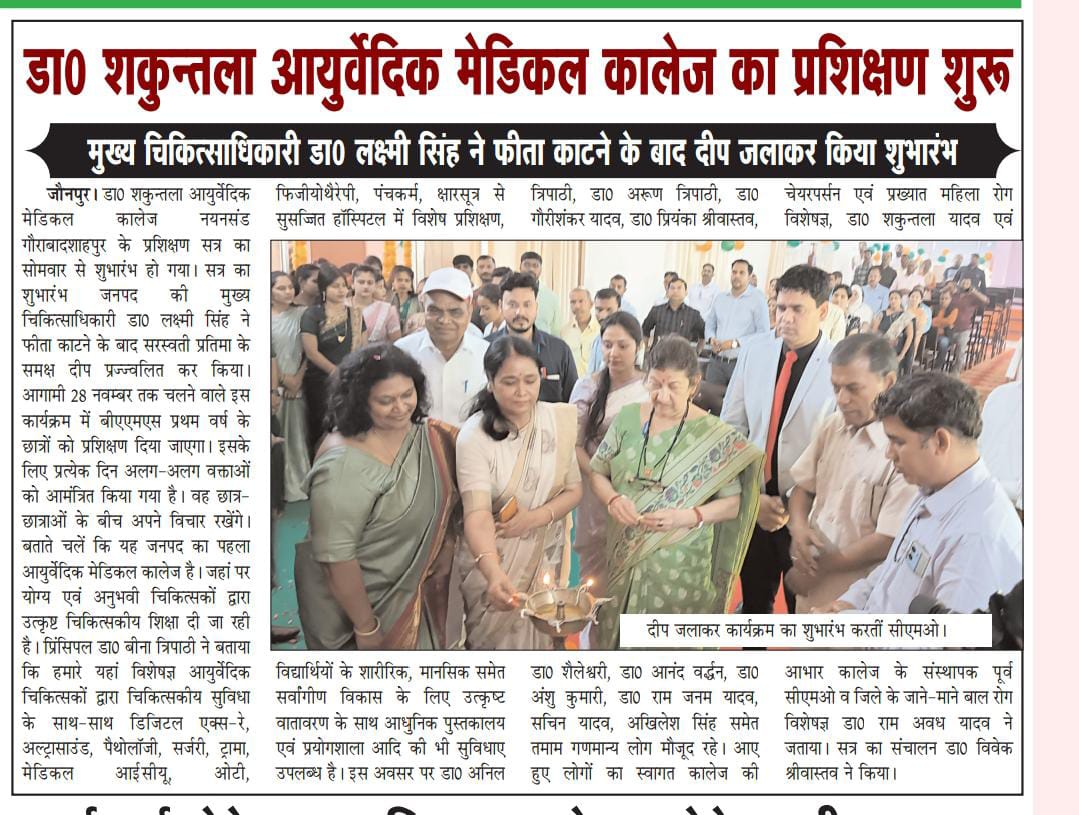 डा0 शकुन्तला आयुर्वेदिक मेडिकल कालेज का प्रशिक्षण शुरू
मुख्य चिकित्साधिकारी डा0 लक्ष्मी सिंह ने फीता काटने के बाद दीप जलाकर किया शुभारंभ
जौनपुर। डा0 शकुन्तला आयुर्वेदिक
मेडिकल कालेज नयनसंड
गौराबादशाहपुर के प्रशिक्षण सत्र का
सोमवार से शुभारंभ हो गया। सत्र का
शुभारंभ जनपद की मुख्य
चिकित्साधिकारी डा0 लक्ष्मी सिंह ने
फीता काटने के बाद सरस्वती प्रतिमा के
समक्ष दीप प्रज्ज्वलित कर किया।
आगामी 28 नवम्बर तक चलने वाले इस
कार्यक्रम में बीएएमएस प्रथम वर्ष के
छात्रों को प्रशिक्षण दिया जाएगा। इसके
लिए प्रत्येक दिन अलग-अलग वक्ताओं
को आमंत्रित किया गया है। वह छात्र-
छात्राओं के बीच अपने विचार रखेंगे।
बताते चलें कि यह जनपद का पहला
आयुर्वेदिक मेडिकल कालेज है। जहां पर
योग्य एवं अनुभवी चिकित्सकों द्वारा
उत्कृष्ट चिकित्सकीय शिक्षा दी जा रही
है। प्रिंसिपल डा0 बीना त्रिपाठी ने बताया
कि हमारे यहां विशेषज्ञ आयुर्वेदिक
चिकित्सकों द्वारा चिकित्सकीय सुविधा
के साथ-साथ डिजिटल एक्स-रे,
अल्ट्रासाउंड, पैथोलॉजी, सर्जरी, ट्रामा,
मेडिकल आईसीयू, ओटी,
फिजीयोथैरेपी, पंचकर्म, क्षारसूत्र से
सुसज्जित हॉस्पिटल में विशेष प्रशिक्षण,
विद्यार्थियों के शारीरिक, मानसिक समेत
सर्वांगीण विकास के लिए उत्कृष्ट
वातावरण के साथ आधुनिक पुस्तकालय
एवं प्रयोगशाला आदि की भी सुविधाए
उपलब्ध है। इस अवसर पर डा0 अनिल
त्रिपाठी, डा0 अरूण त्रिपाठी, डा0
गौरीशंकर यादव, डा0 प्रियंका श्रीवास्तव,
डा0 शैलेश्वरी, डा0 आनंद वर्द्धन, डा0
अंशु कुमारी, डा0 राम जनम यादव,
सचिन यादव, अखिलेश सिंह समेत
तमाम गणमान्य लोग मौजूद रहे। आए
हुए लोगों का स्वागत कालेज की
चेयरपर्सन एवं प्रख्यात महिला रोग
विशेषज्ञ, डा0 शकुन्तला यादव एवं
आभार कालेज के संस्थापक पूर्व
सीएमओ व जिले के जाने-माने बाल रोग
विशेषज्ञ डा0 राम अवध यादव ने
जताया। सत्र का संचालन डा0 विवेक
श्रीवास्तव ने किया।
दीप जलाकर कार्यक्रम का शुभारंभ करतीं सीएमओ।